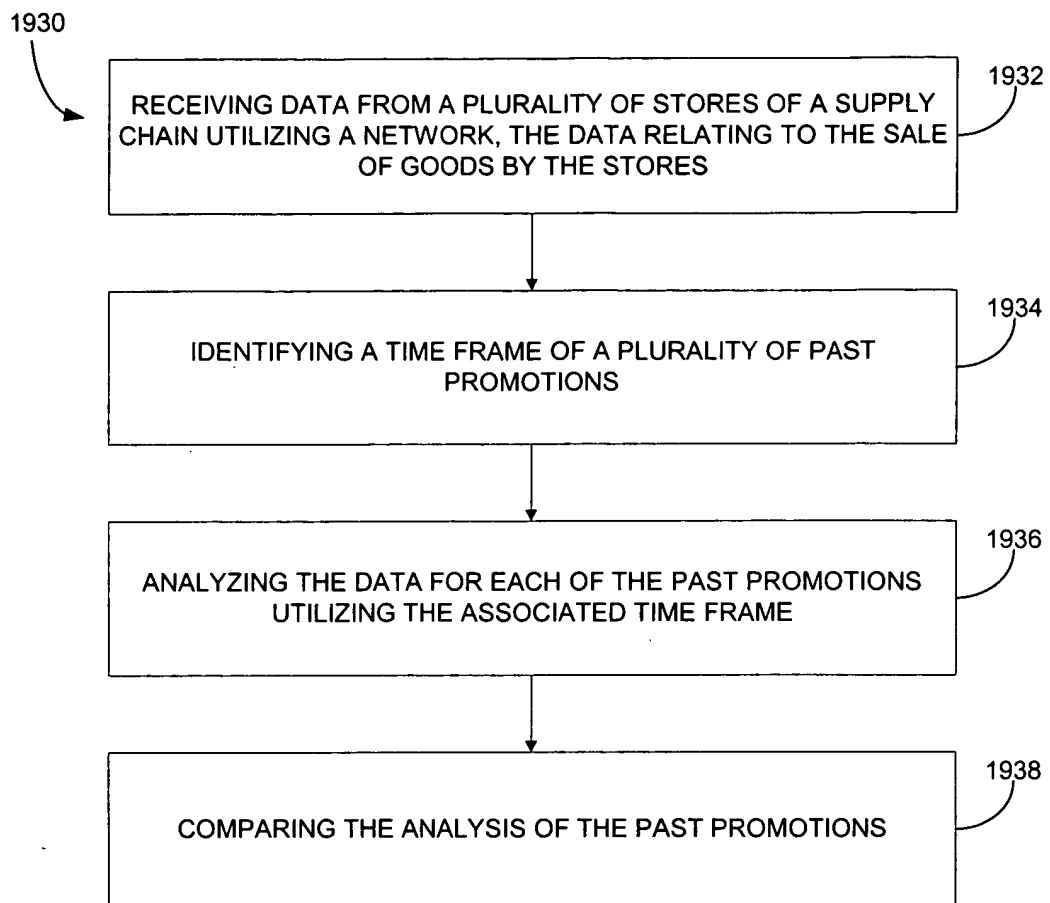 1930
1932
RECEIVING DATA FROM A PLURALITY OF STORES OF A SUPPLY
CHAIN UTILIZING A NETWORK, THE DATA RELATING TO THE SALE
OF GOODS BY THE STORES
1934
IDENTIFYING A TIME FRAME OF A PLURALITY OF PAST
PROMOTIONS
1936
ANALYZING THE DATA FOR EACH OF THE PAST PROMOTIONS
UTILIZING THE ASSOCIATED TIME FRAME
1938
COMPARING THE ANALYSIS OF THE PAST PROMOTIONS